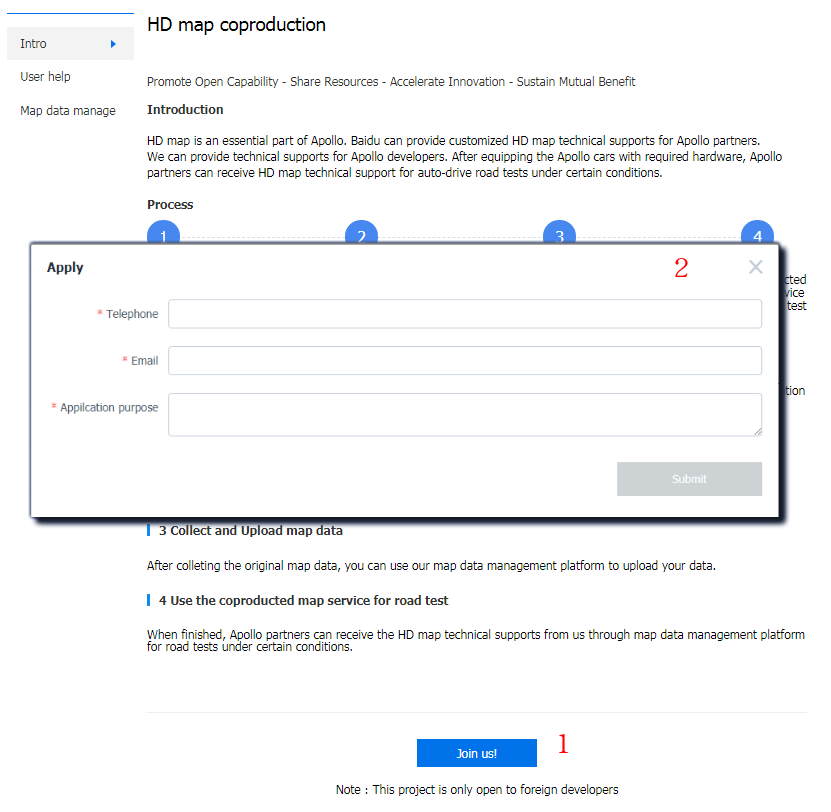 HD map coproduction
Intro
User help
Map data manage
Promote Open Capability - Share Resources - Accelerate Innovation - Sustain Mutual Benefit
Introduction
HD map is an essential part of Apollo. Baidu can provide customized HD map technical supports for Apollo partners.
We can provide technical supports for Apollo developers. After equipping the Apollo cars with required hardware, Apollo
partners can receive HD map technical support for auto-drive road tests under certain conditions.
Process
1 2 3 4
Apply
2
* Telephone
* Email
* Appilcation purpose
Submit
cted
vice
test
tion
3 Collect and Upload map data
After colleting the original map data, you can use our map data management platform to upload your data.
4 Use the coproducted map service for road test
When finished, Apollo partners can receive the HD map technical supports from us through map data management platform
for road tests under certain conditions.
Join us!
1
Note : This project is only open to foreign developers